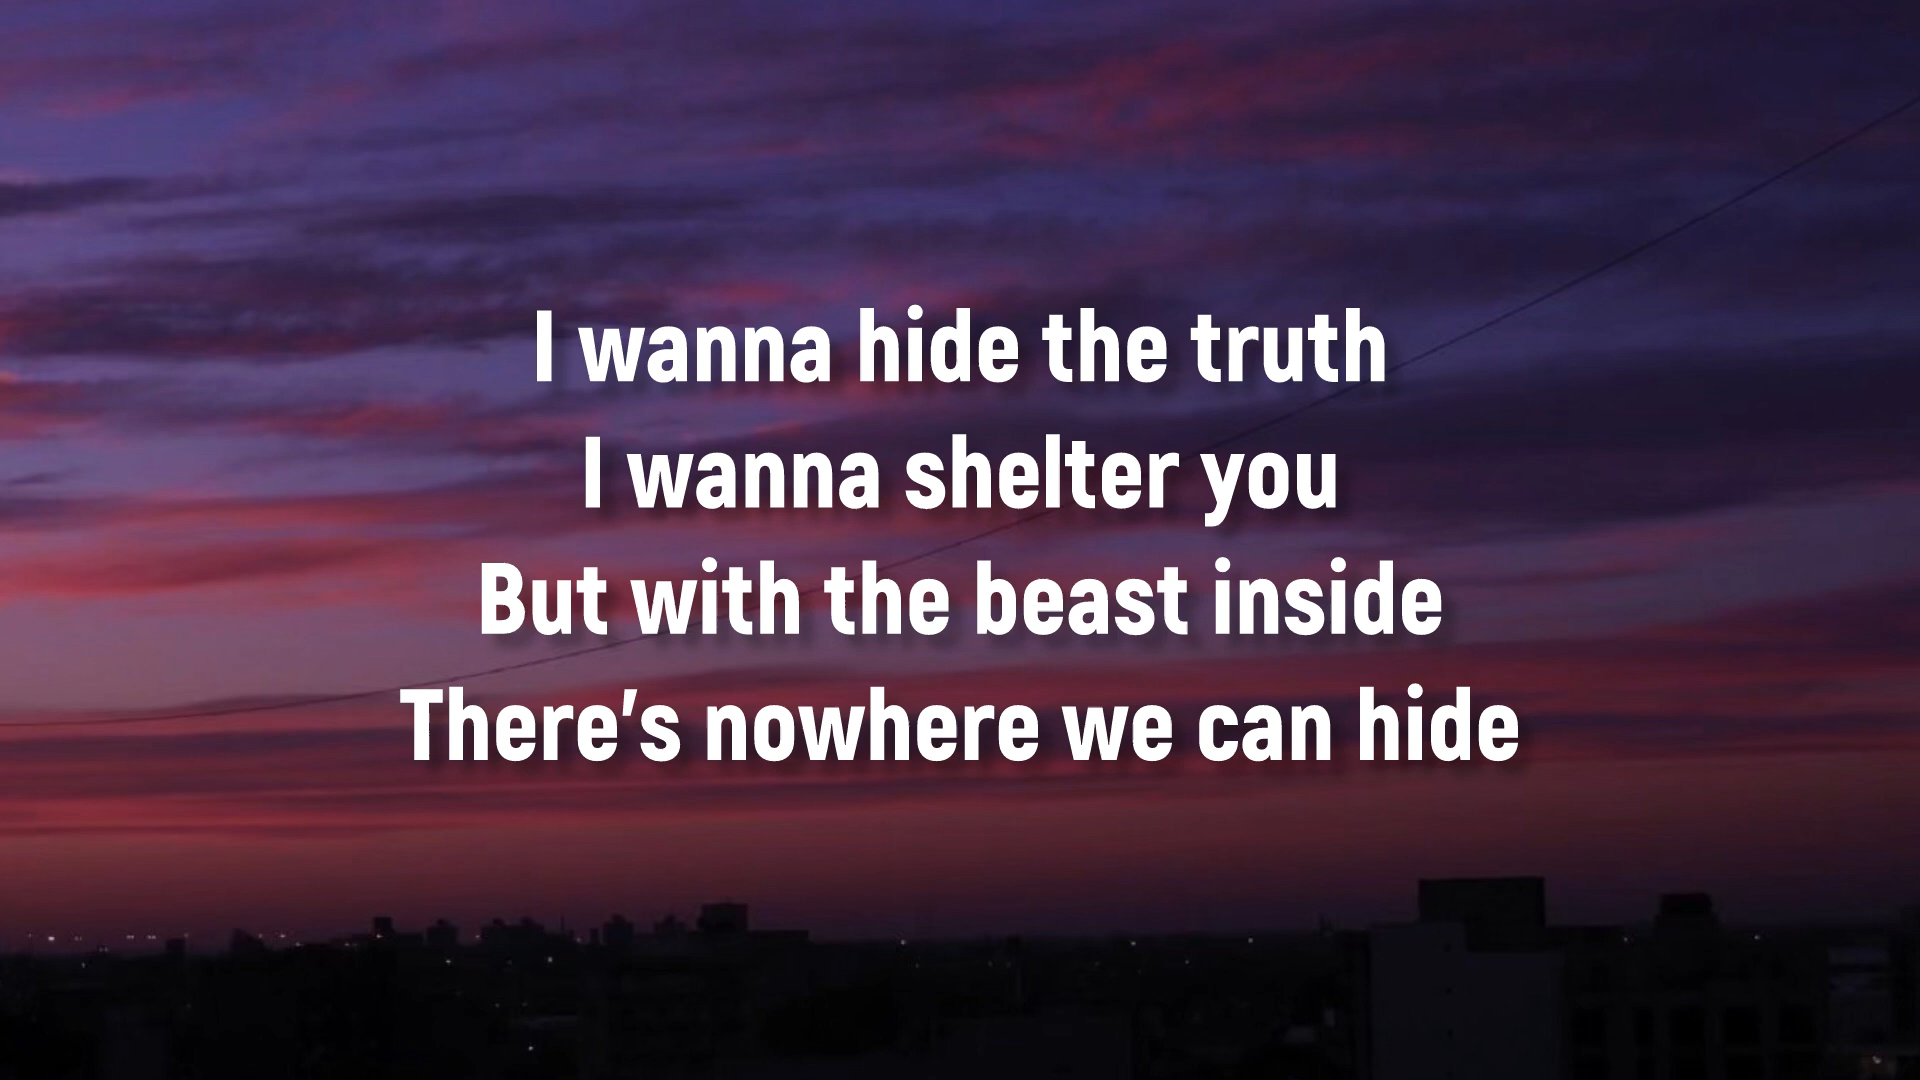 I wanna hide the truth
I wanna shelter you
But with the beast inside
There's nowhere we can hide